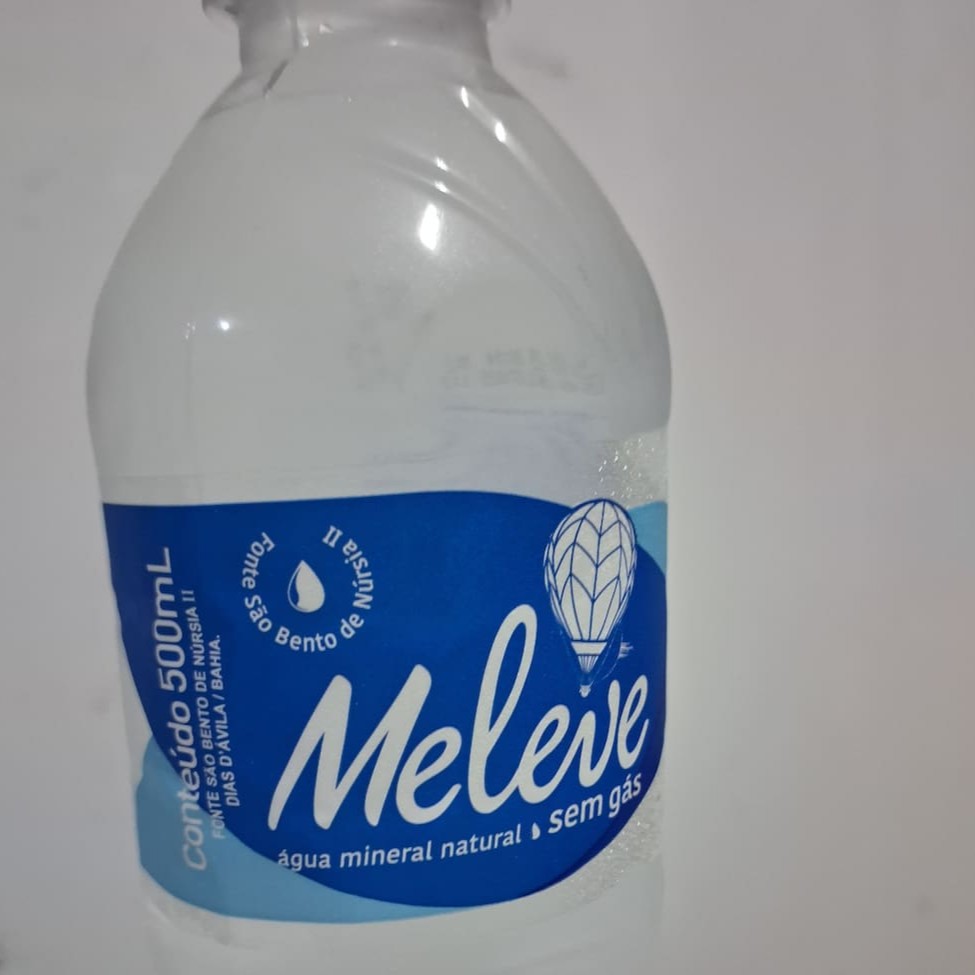 Conteúdo 500mL
FONTE SÃO BENTO DE NÚRSIA II
DIAS D'ÁVILA / BAHIA.
Fonte São Bento de Núrsia II
Meleve
água mineral natural sem gás